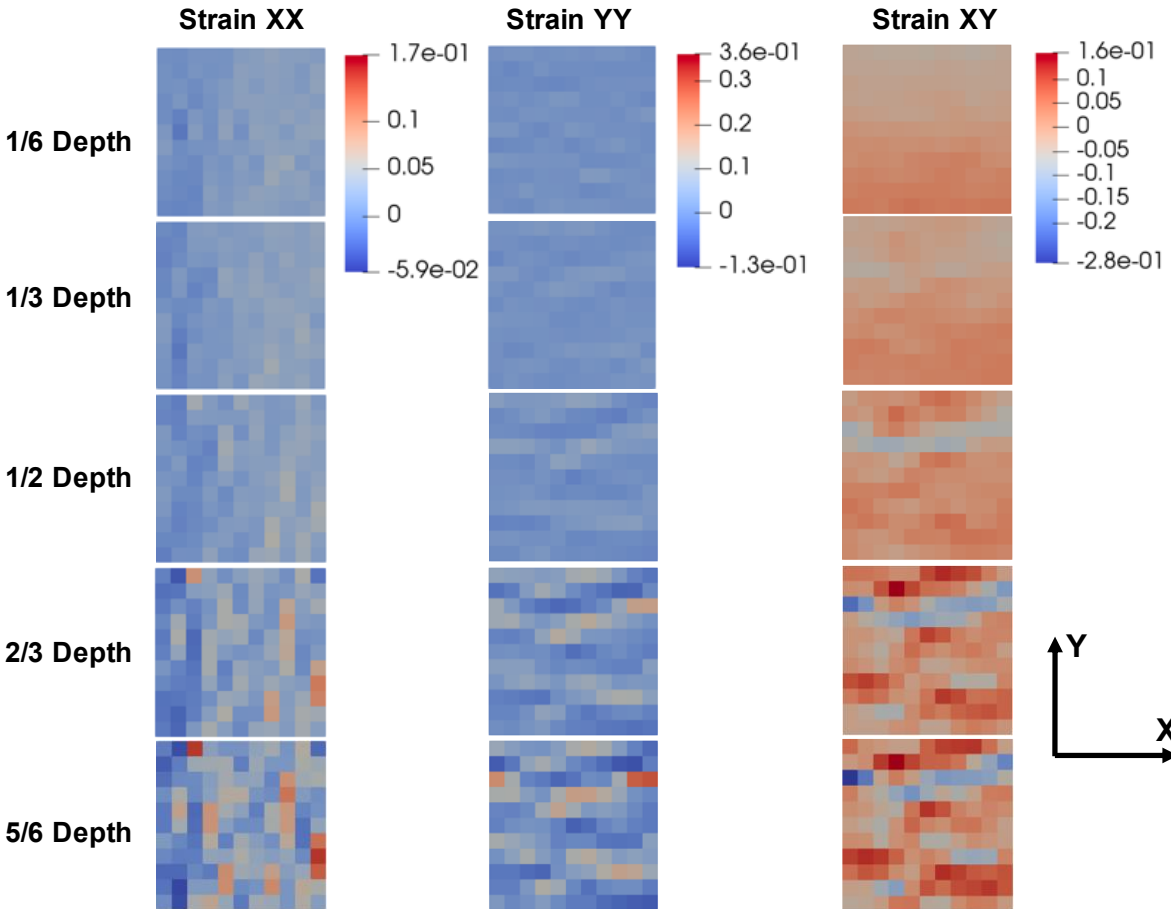 Strain XX
Strain YY
Strain XY
1.7e-01
0.1
0.05
0
-5.9e-02
3.6e-01
0.3
0.2
0.1
0
-1.3e-01
1.6e-01
0.1
0.05
0
-0.05
-0.1
-0.15
-0.2
-2.8e-01
1/6 Depth
1/3 Depth
1/2 Depth
2/3 Depth
5/6 Depth
Y
X